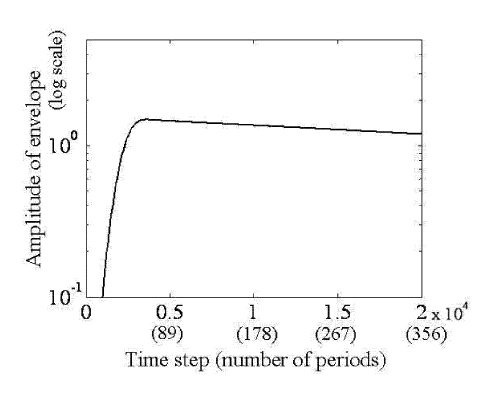 Amplitude of envelope
(log scale)
10^0
10^-1
0 0.5 1 1.5 2 x 10^4
(89) (178) (267) (356)
Time step (number of periods)